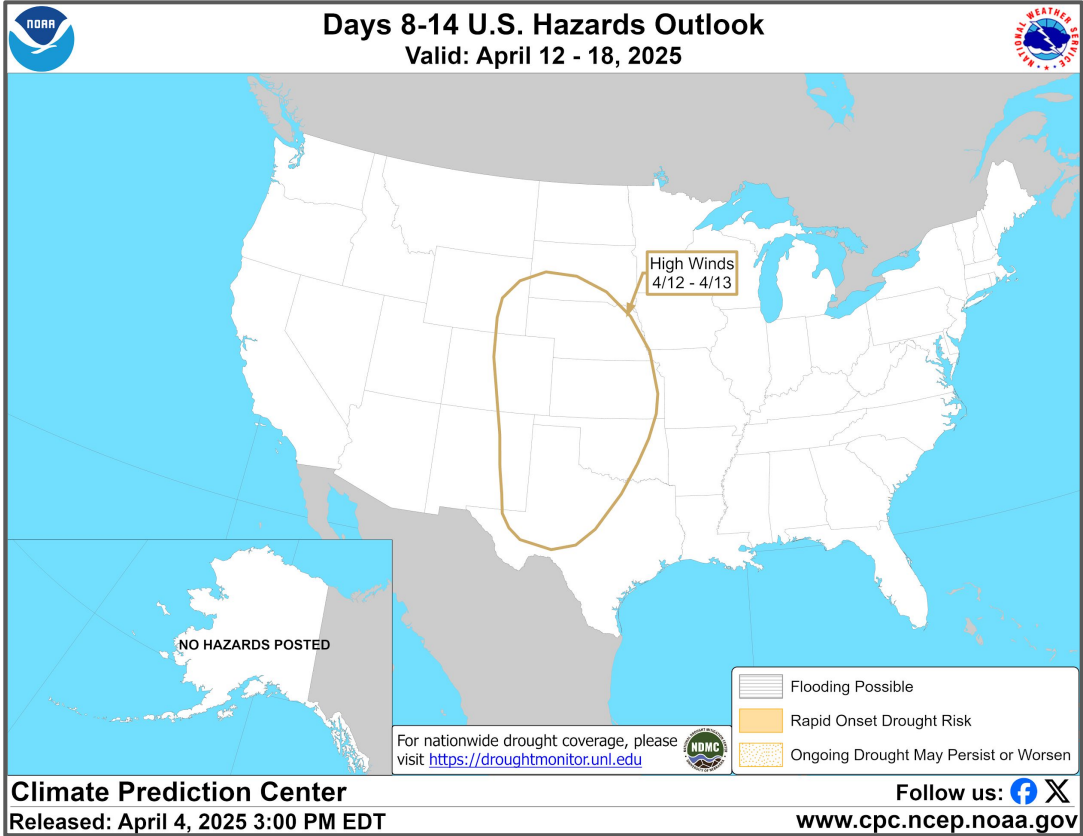 NOAA
Days 8-14 U.S. Hazards Outlook
Valid: April 12 - 18, 2025
NATIONAL WEATHER SERVICE
High Winds
4/12 - 4/13
NO HAZARDS POSTED
For nationwide drought coverage, please
visit https://droughtmonitor.unl.edu
NDMC
Flooding Possible
Rapid Onset Drought Risk
Ongoing Drought May Persist or Worsen
Climate Prediction Center
Released: April 4, 2025 3:00 PM EDT
Follow us:
www.cpc.ncep.noaa.gov